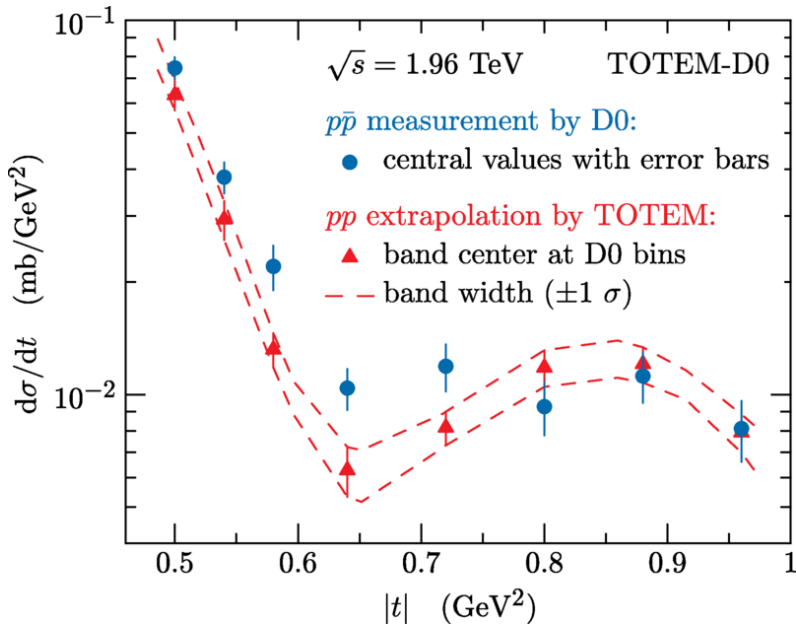 10⁻¹
√s = 1.96 TeV TOTEM-D0
pp̄ measurement by D0:
central values with error bars
pp extrapolation by TOTEM:
band center at D0 bins
band width (±1 σ)
dσ/dt (mb/GeV²)
10⁻²
0.5 0.6 0.7 0.8 0.9 1
|t| (GeV²)